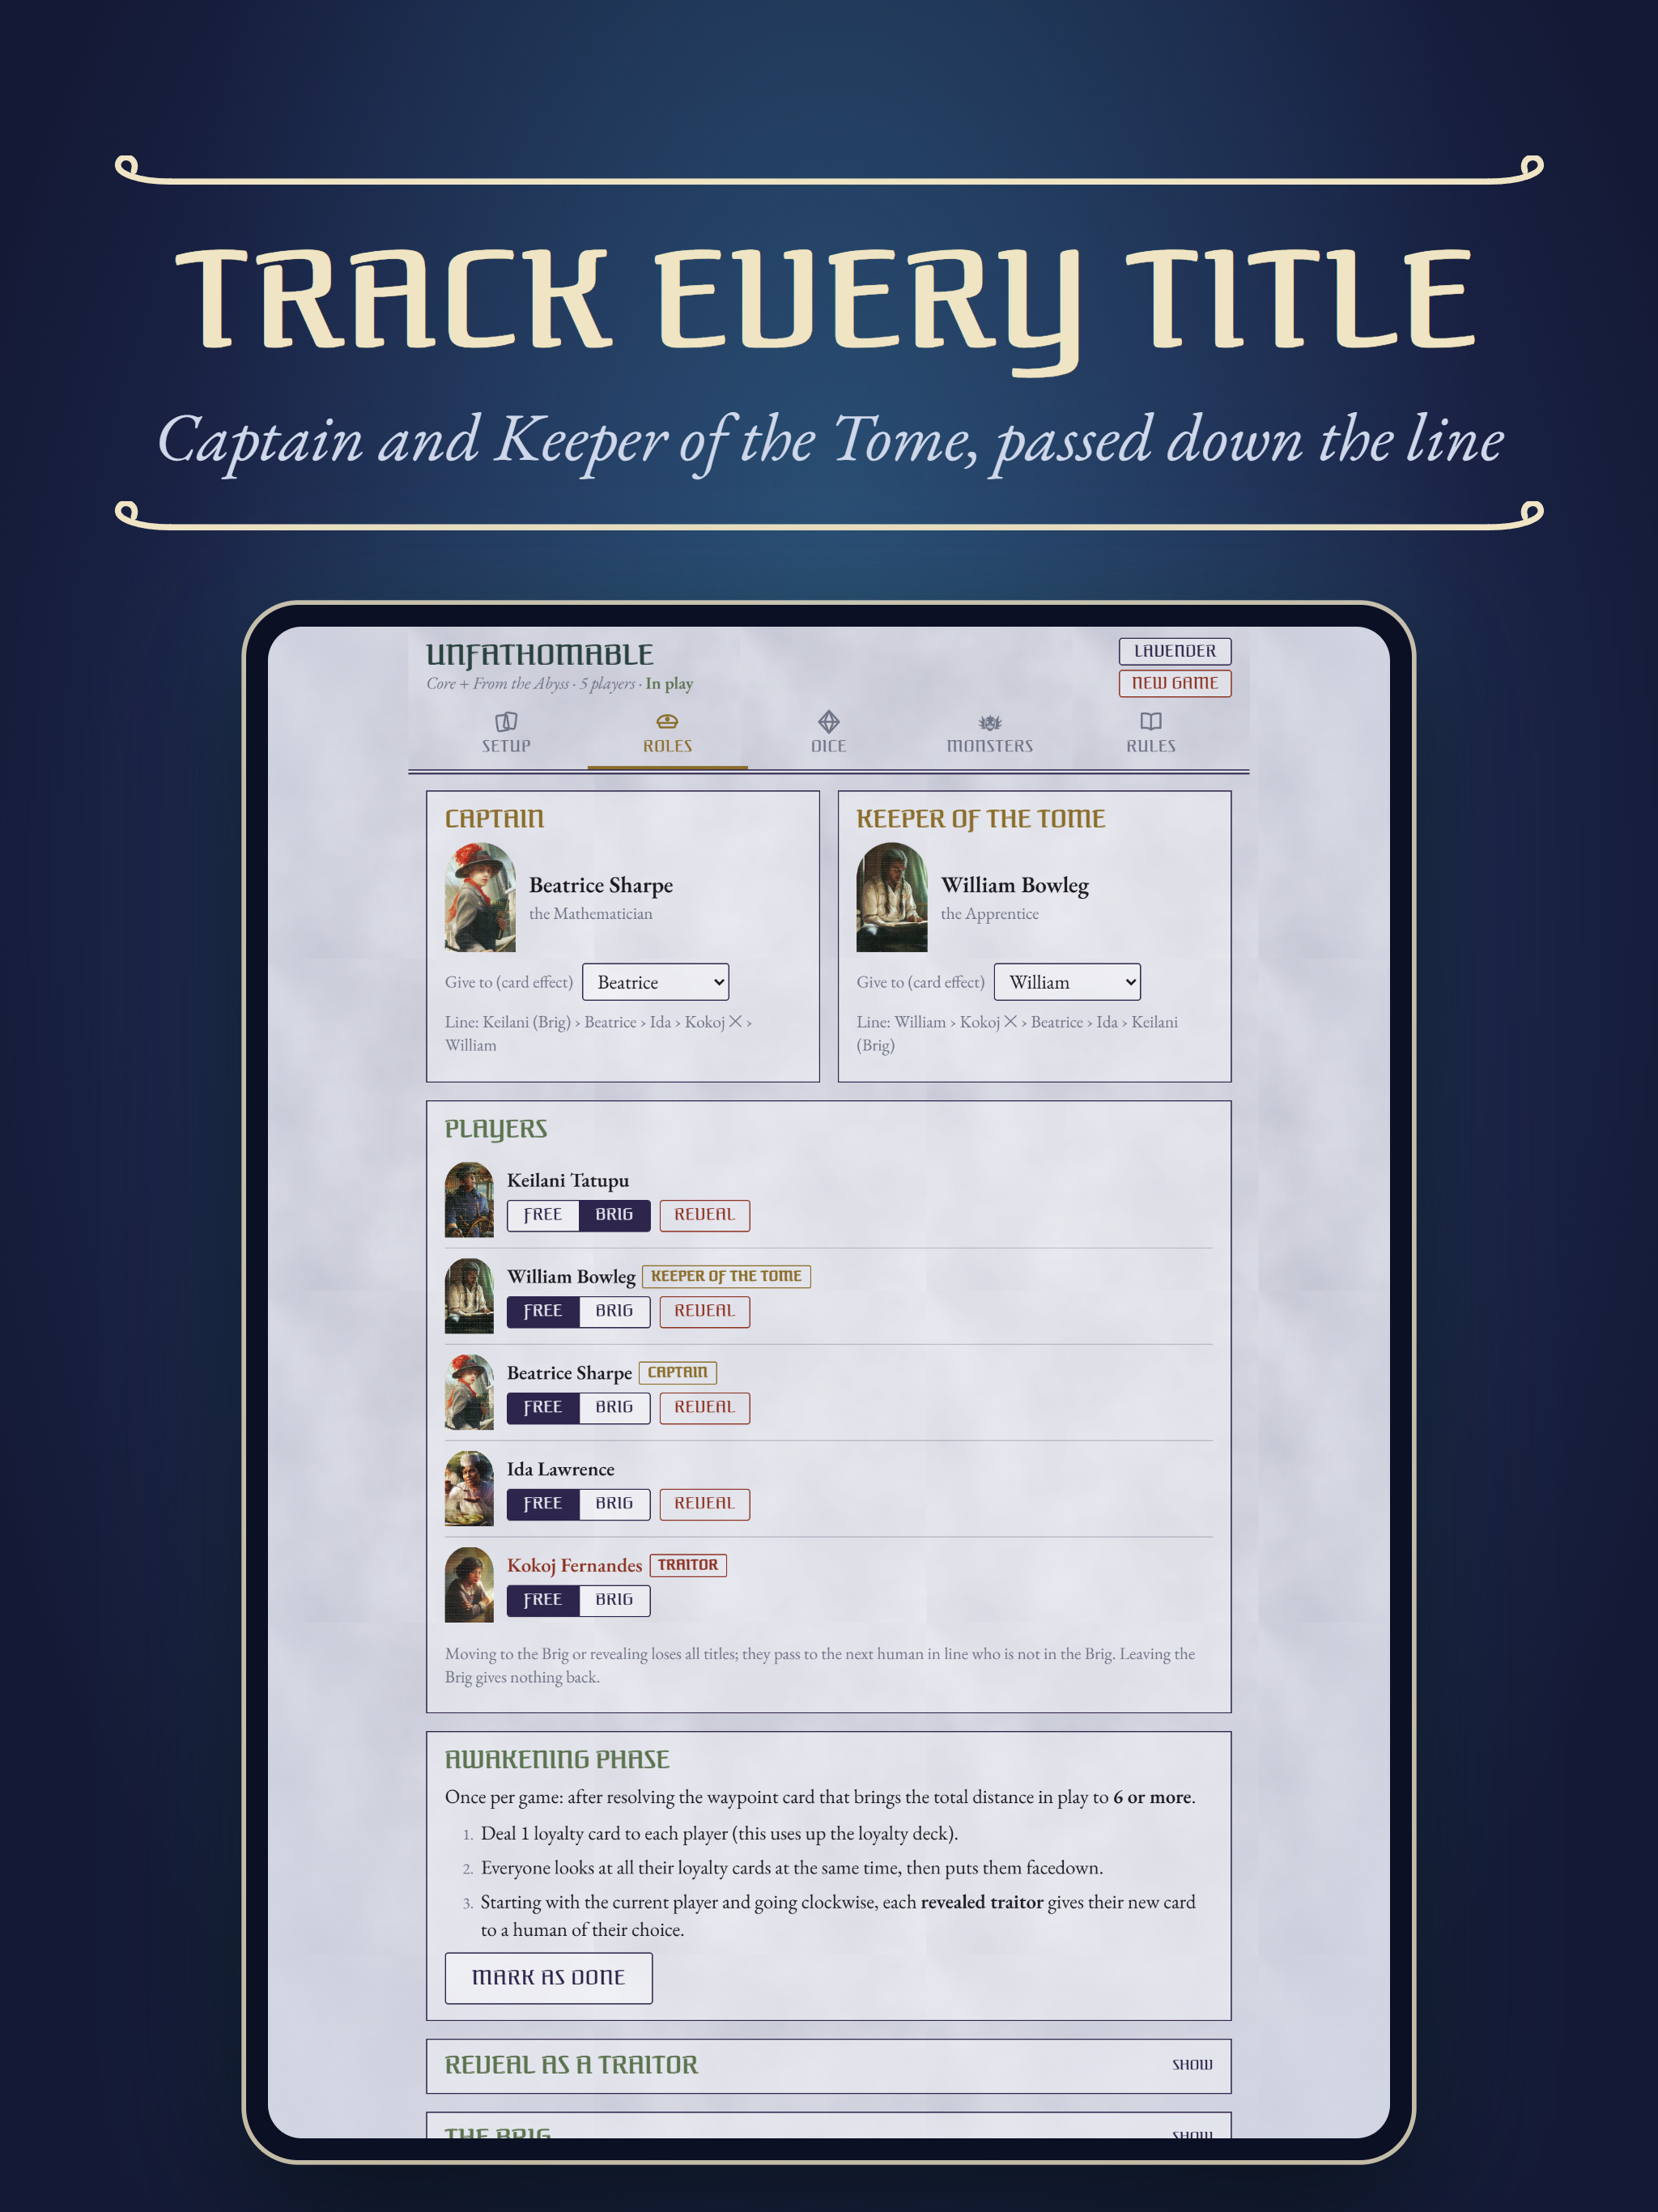 TRACK EVERY TITLE
Captain and Keeper of the Tome, passed down the line
UNFATHOMABLE
Core + From the Abyss · 5 players · In play
LAVENDER
NEW GAME
SETUP
ROLES
DICE
MONSTERS
RULES
CAPTAIN
Beatrice Sharpe
the Mathematician
Give to (card effect) Beatrice
Line: Keilani (Brig) › Beatrice › Ida › Kokoj ✕ ›
William
KEEPER OF THE TOME
William Bowleg
the Apprentice
Give to (card effect) William
Line: William › Kokoj ✕ › Beatrice › Ida › Keilani
(Brig)
PLAYERS
Keilani Tatupu
FREE BRIG REVEAL
William Bowleg KEEPER OF THE TOME
FREE BRIG REVEAL
Beatrice Sharpe CAPTAIN
FREE BRIG REVEAL
Ida Lawrence
FREE BRIG REVEAL
Kokoj Fernandes TRAITOR
FREE BRIG
Moving to the Brig or revealing loses all titles; they pass to the next human in line who is not in the Brig. Leaving the
Brig gives nothing back.
AWAKENING PHASE
Once per game: after resolving the waypoint card that brings the total distance in play to 6 or more.
1. Deal 1 loyalty card to each player (this uses up the loyalty deck).
2. Everyone looks at all their loyalty cards at the same time, then puts them facedown.
3. Starting with the current player and going clockwise, each revealed traitor gives their new card
to a human of their choice.
MARK AS DONE
REVEAL AS A TRAITOR
SHOW
THE BRIG
SHOW